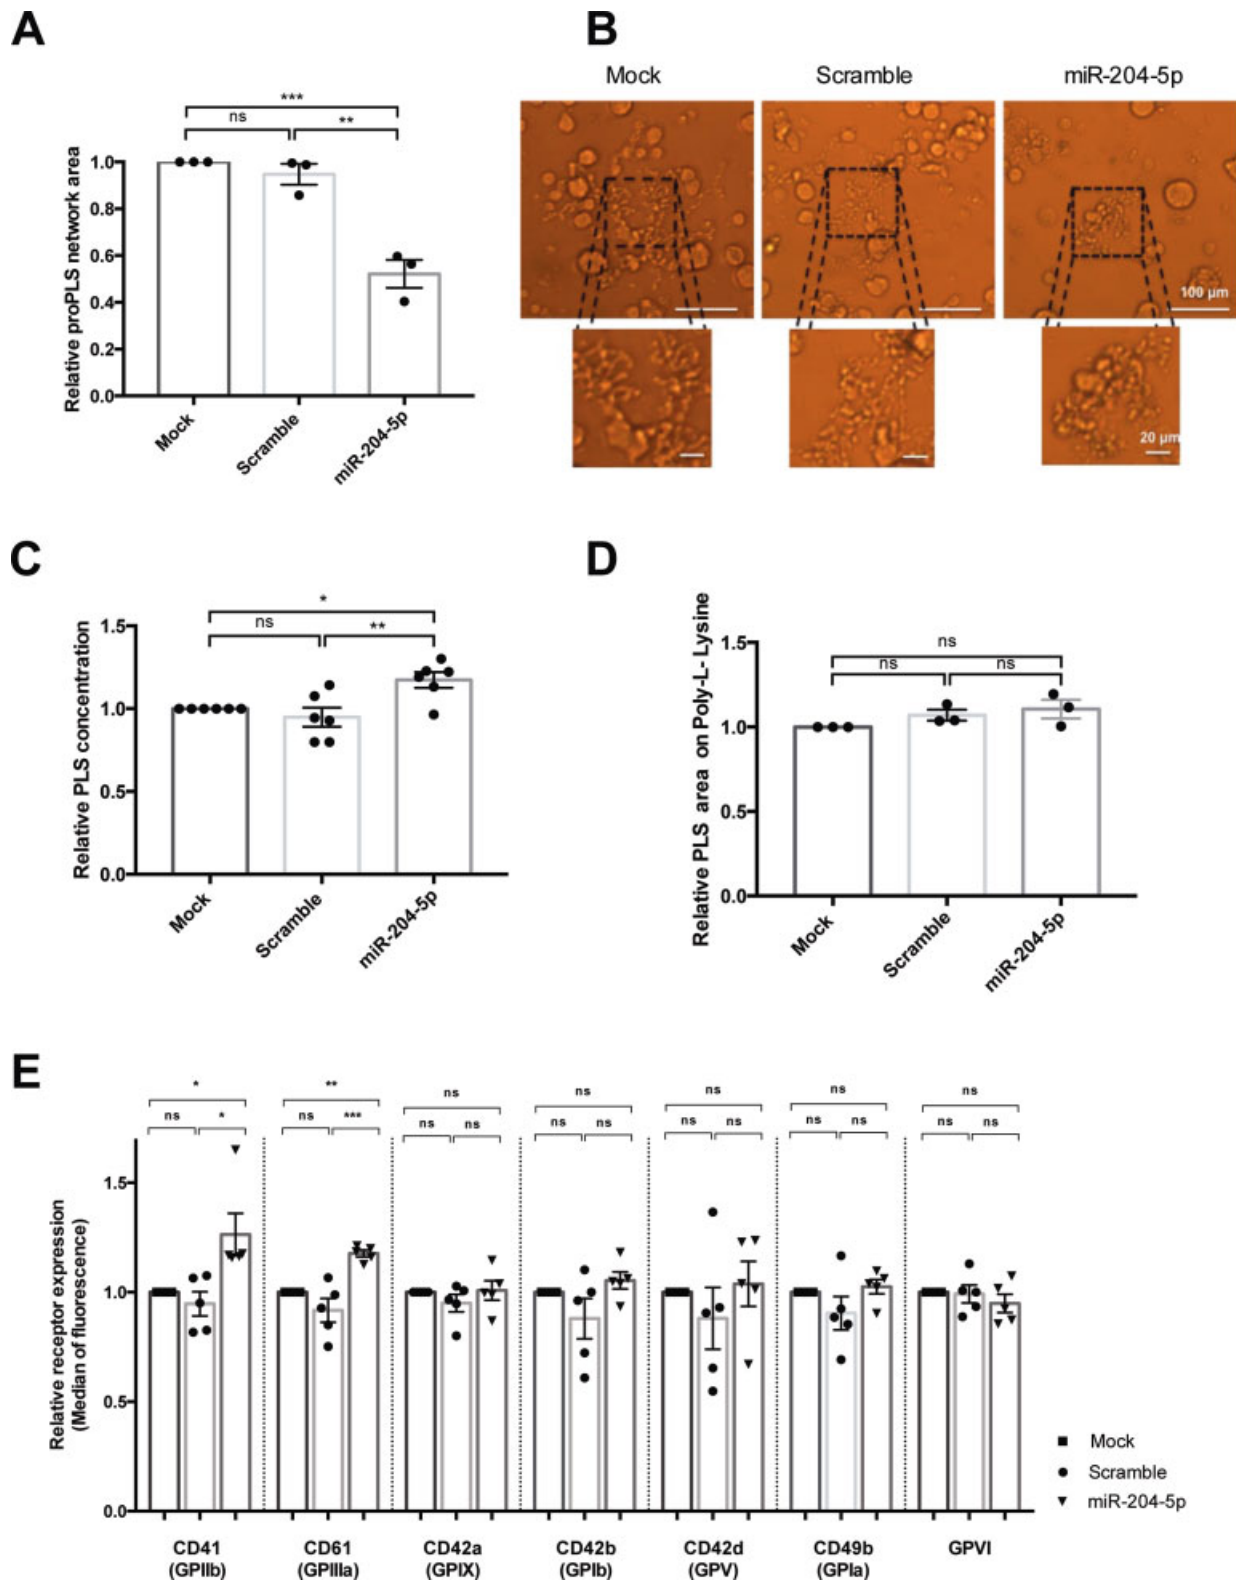 A
***
ns
**
Relative proPLS network area
1.0
0.8
0.6
0.4
0.2
0.0
Mock
Scramble
miR-204-5p
B
Mock
Scramble
miR-204-5p
100 µm
20 µm
C
*
ns
**
Relative PLS concentration
1.5
1.0
0.5
0.0
Mock
Scramble
miR-204-5p
D
ns
ns
ns
Relative PLS area on Poly-L- Lysine
1.5
1.0
0.5
0.0
Mock
Scramble
miR-204-5p
E
*
**
ns
ns
ns
ns
ns
ns
*
ns
***
ns
ns
ns
ns
ns
ns
ns
ns
ns
ns
Relative receptor expression
(Median of fluorescence)
1.5
1.0
0.5
0.0
CD41
(GPIIb)
CD61
(GPIIIa)
CD42a
(GPIX)
CD42b
(GPIb)
CD42d
(GPV)
CD49b
(GPIa)
GPVI
Mock
Scramble
miR-204-5p